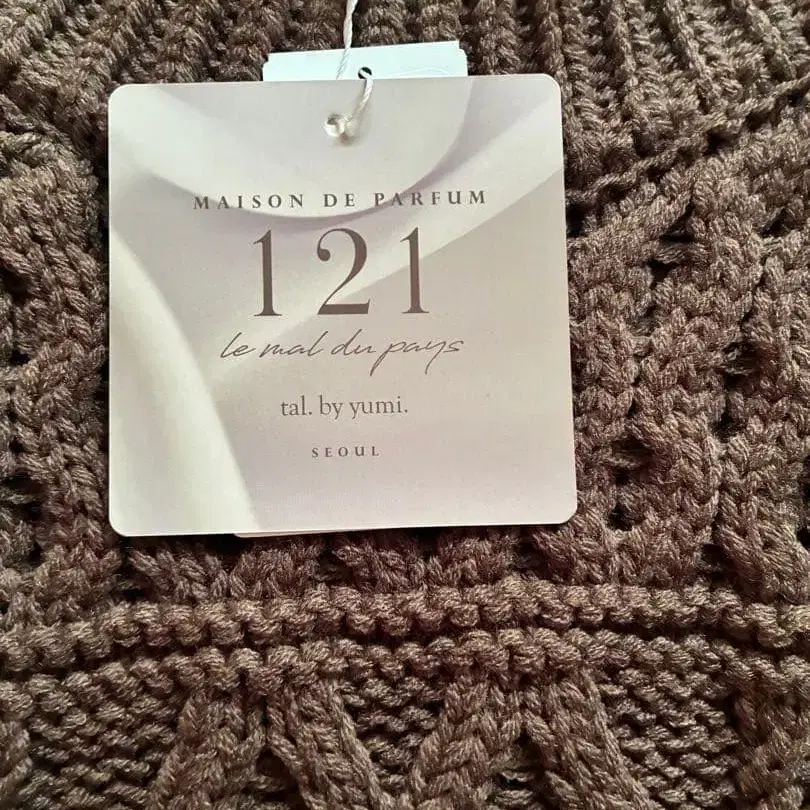 MAISON DE PARFUM
121
le mal du pays
tal. by yumi.
SEOUL